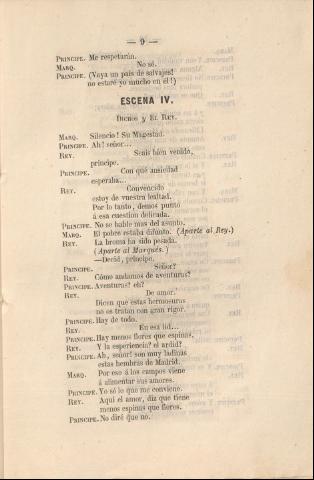 — 9 —
PRINCIPE. Me respetarán.
MARQ. No sé.
PRINCIPE. (Vaya un pais de salvajes!
no estaré yo mucho en él!)
ESCENA IV.
DICHOS y EL REY.
MARQ. Silencio! Su Magestad.
PRINCIPE. Ah! señor...
REY. Seais bien venido,
príncipe.
PRINCIPE. Con qué ansiedad
esperaba...
REY. Convencido
estoy de vuestra lealtad.
Por lo tanto, demos punto
á esa cuestion delicada.
PRINCIPE. No se hable mas del asunto.
MARQ. El pobre estaba difunto. (Aparte al Rey.)
REY. La broma ha sido pesada.
(Aparte al Marqués.)
—Decid, príncipe.
PRINCIPE. Señor?
REY. Cómo andamos de aventuras?
PRINCIPE. Aventuras? eh?
REY. De amor.
Dicen que estas hermosuras
no os tratan con gran rigor.
PRINCIPE. Hay de todo.
REY. En esa lid...
PRINCIPE. Hay menos flores que espinas.
REY. Y la esperiencia? el ardid?
PRINCIPE. Ah, señor! son muy ladinas
estas hembras de Madrid.
MARQ. Por eso á los campos viene
á alimentar sus amores.
PRINCIPE. Yo sé lo que me conviene.
REY. Aquí el amor, diz que tiene
menos espinas que flores.
PRINCIPE. No diré que no.